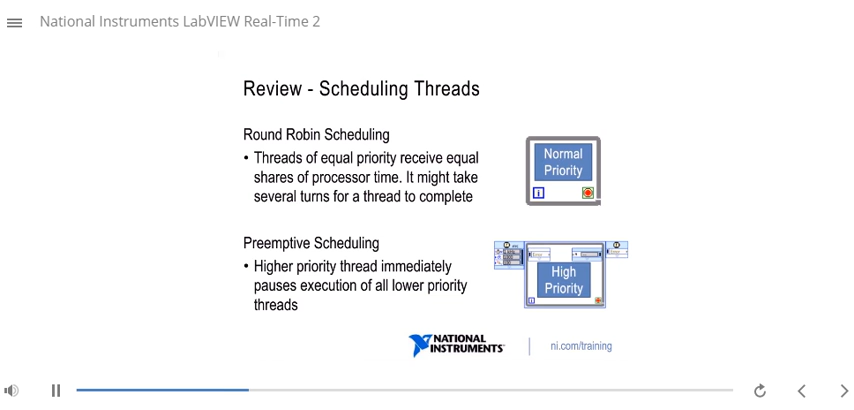 National Instruments LabVIEW Real-Time 2
Review - Scheduling Threads
Round Robin Scheduling
• Threads of equal priority receive equal
shares of processor time. It might take
several turns for a thread to complete
Normal
Priority
i
Preemptive Scheduling
• Higher priority thread immediately
pauses execution of all lower priority
threads
High
Priority
i
NATIONAL
INSTRUMENTS
ni.com/training